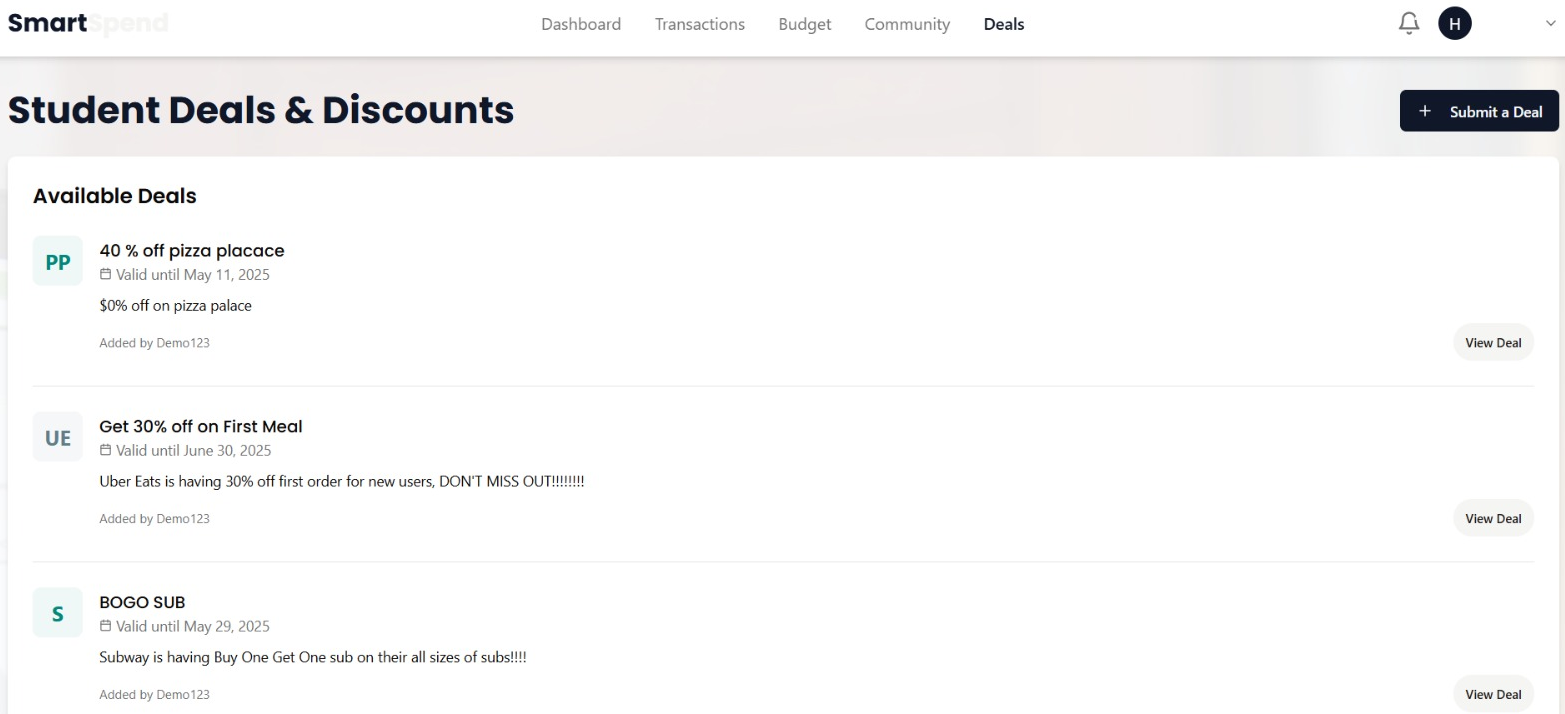 SmartSpend
Dashboard Transactions Budget Community Deals
H
Student Deals & Discounts
+ Submit a Deal
Available Deals
PP
40 % off pizza placace
Valid until May 11, 2025
$0% off on pizza palace
Added by Demo123
View Deal
UE
Get 30% off on First Meal
Valid until June 30, 2025
Uber Eats is having 30% off first order for new users, DON'T MISS OUT!!!!!!!!
Added by Demo123
View Deal
S
BOGO SUB
Valid until May 29, 2025
Subway is having Buy One Get One sub on their all sizes of subs!!!!
Added by Demo123
View Deal